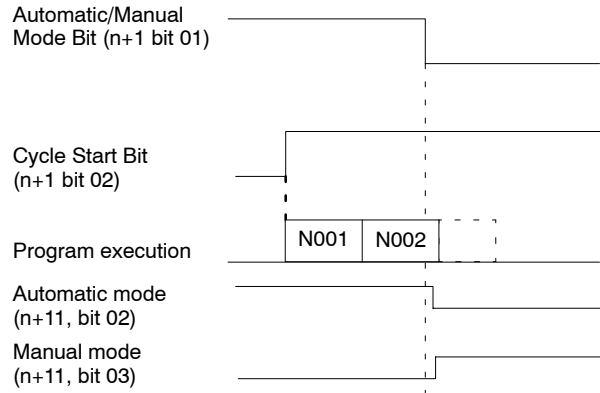 Automatic/Manual
Mode Bit (n+1 bit 01)
Cycle Start Bit
(n+1 bit 02)
N001 N002
Program execution
Automatic mode
(n+11, bit 02)
Manual mode
(n+11, bit 03)